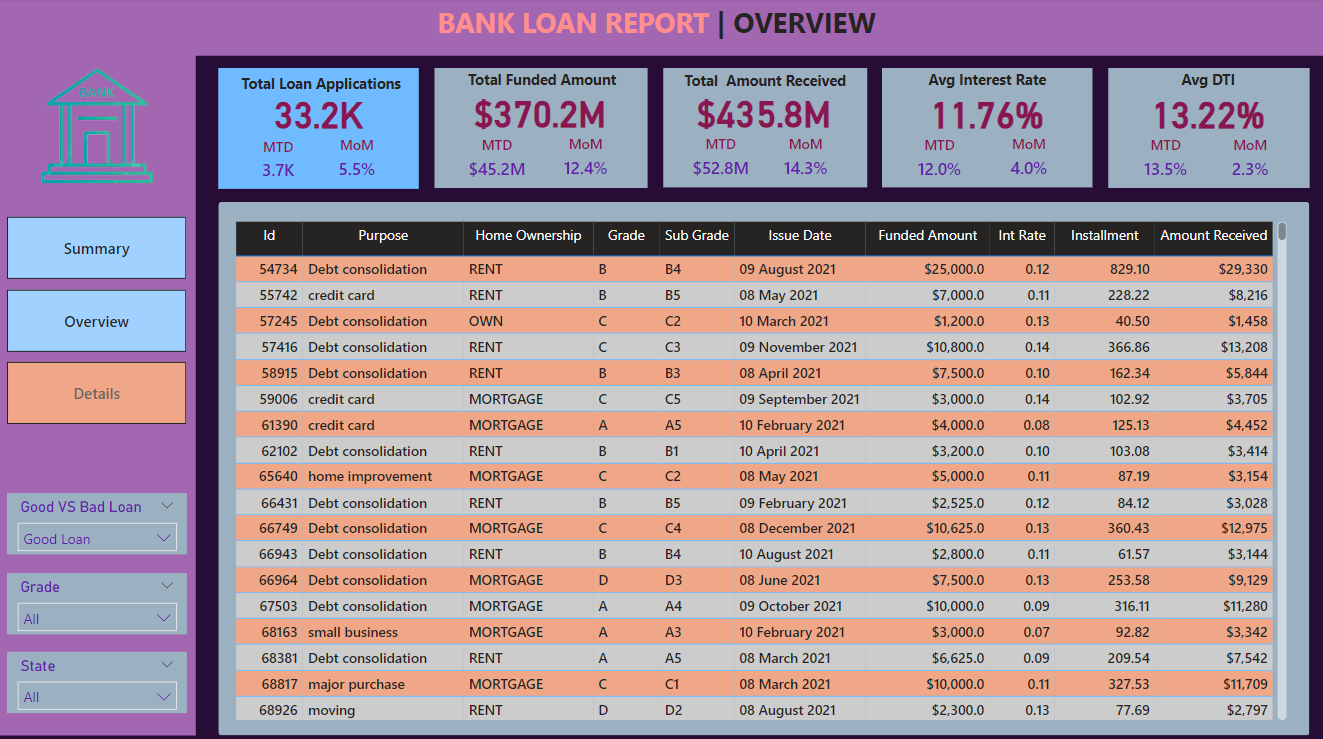 BANK LOAN REPORT | OVERVIEW
BANK
Total Loan Applications
33.2K
MTD MoM
3.7K 5.5%
Total Funded Amount
$370.2M
MTD MoM
$45.2M 12.4%
Total Amount Received
$435.8M
MTD MoM
$52.8M 14.3%
Avg Interest Rate
11.76%
MTD MoM
12.0% 4.0%
Avg DTI
13.22%
MTD MoM
13.5% 2.3%
Summary
Overview
Details
Good VS Bad Loan
Good Loan
Grade
All
State
All
Id Purpose Home Ownership Grade Sub Grade Issue Date Funded Amount Int Rate Installment Amount Received
54734 Debt consolidation RENT B B4 09 August 2021 $25,000.0 0.12 829.10 $29,330
55742 credit card RENT B B5 08 May 2021 $7,000.0 0.11 228.22 $8,216
57245 Debt consolidation OWN C C2 10 March 2021 $1,200.0 0.13 40.50 $1,458
57416 Debt consolidation RENT C C3 09 November 2021 $10,800.0 0.14 366.86 $13,208
58915 Debt consolidation RENT B B3 08 April 2021 $7,500.0 0.10 162.34 $5,844
59006 credit card MORTGAGE C C5 09 September 2021 $3,000.0 0.14 102.92 $3,705
61390 credit card MORTGAGE A A5 10 February 2021 $4,000.0 0.08 125.13 $4,452
62102 Debt consolidation RENT B B1 10 April 2021 $3,200.0 0.10 103.08 $3,414
65640 home improvement MORTGAGE C C2 08 May 2021 $5,000.0 0.11 87.19 $3,154
66431 Debt consolidation RENT B B5 09 February 2021 $2,525.0 0.12 84.12 $3,028
66749 Debt consolidation MORTGAGE C C4 08 December 2021 $10,625.0 0.13 360.43 $12,975
66943 Debt consolidation RENT B B4 10 August 2021 $2,800.0 0.11 61.57 $3,144
66964 Debt consolidation MORTGAGE D D3 08 June 2021 $7,500.0 0.13 253.58 $9,129
67503 Debt consolidation MORTGAGE A A4 09 October 2021 $10,000.0 0.09 316.11 $11,280
68163 small business MORTGAGE A A3 10 February 2021 $3,000.0 0.07 92.82 $3,342
68381 Debt consolidation RENT A A5 08 March 2021 $6,625.0 0.09 209.54 $7,542
68817 major purchase MORTGAGE C C1 08 March 2021 $10,000.0 0.11 327.53 $11,709
68926 moving RENT D D2 08 August 2021 $2,300.0 0.13 77.69 $2,797